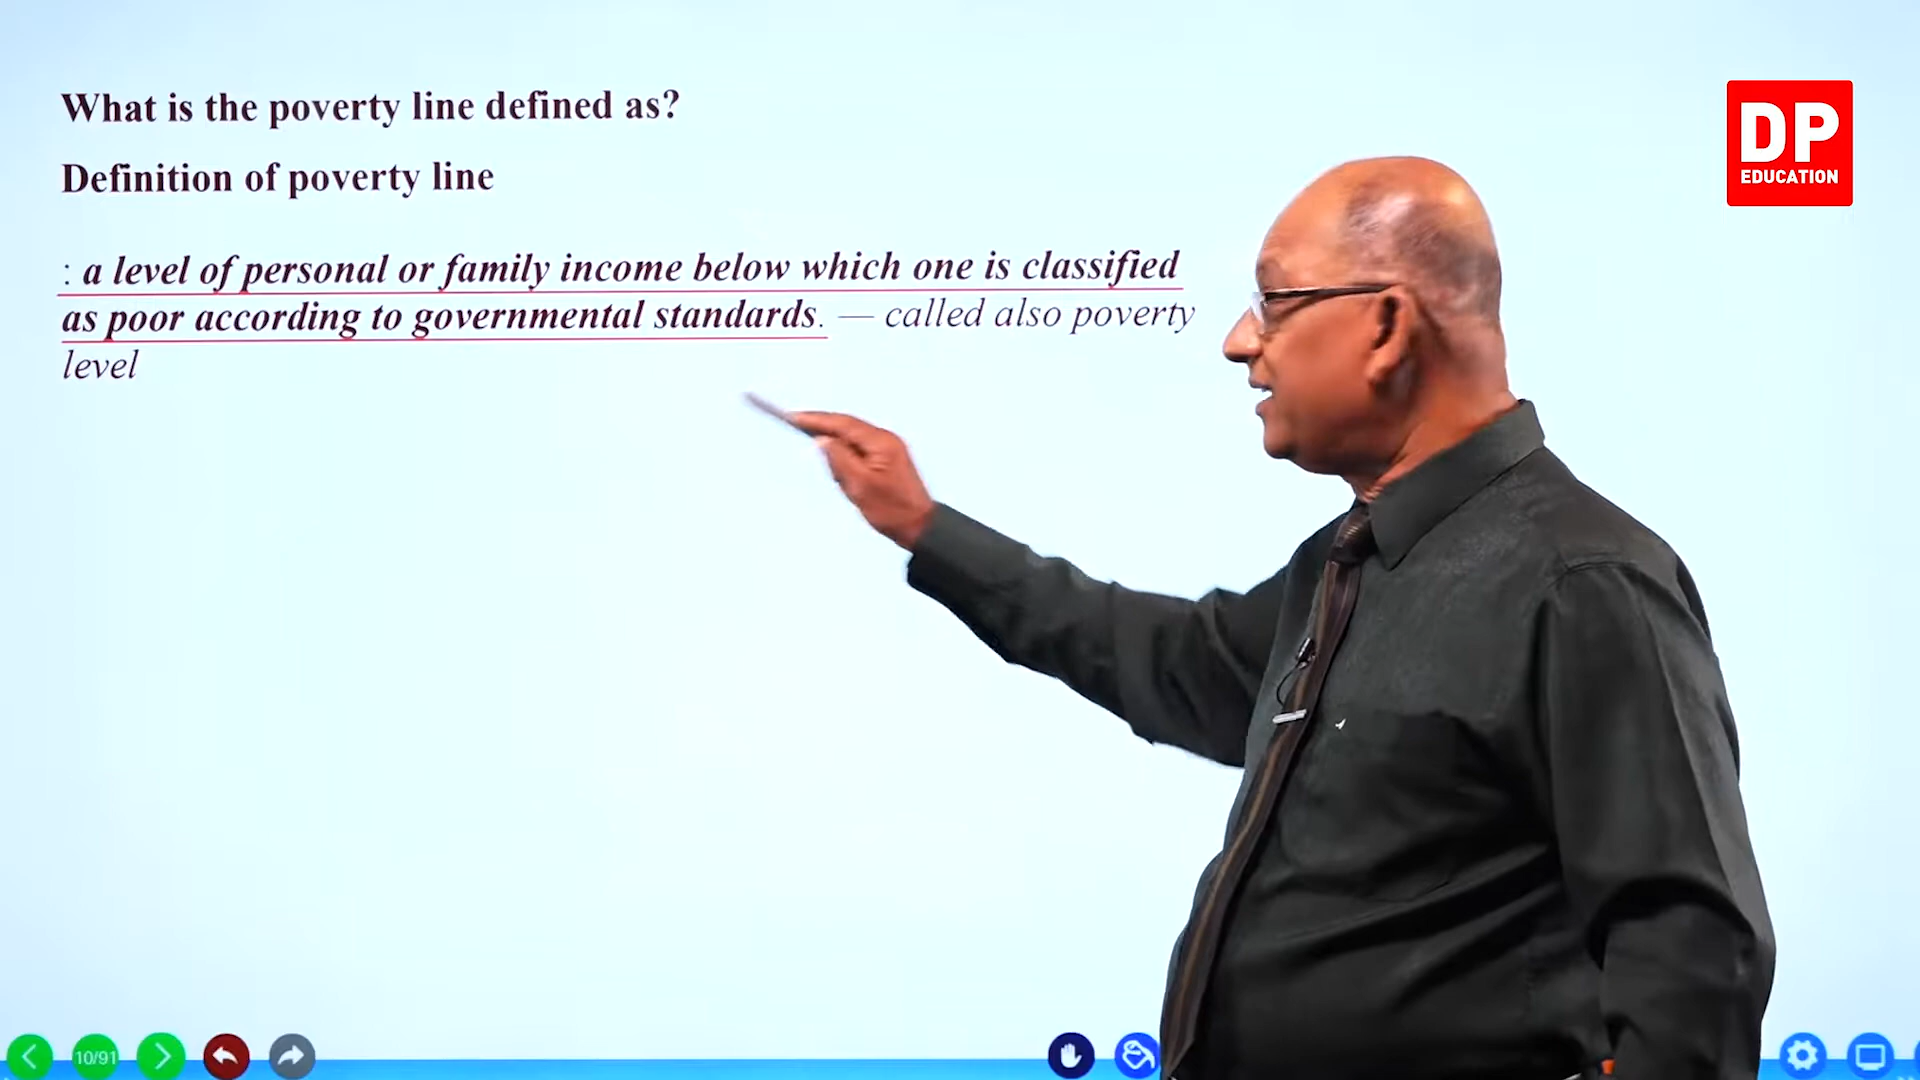 What is the poverty line defined as?
Definition of poverty line
: a level of personal or family income below which one is classified
as poor according to governmental standards. — called also poverty
level
DP
EDUCATION
10/91